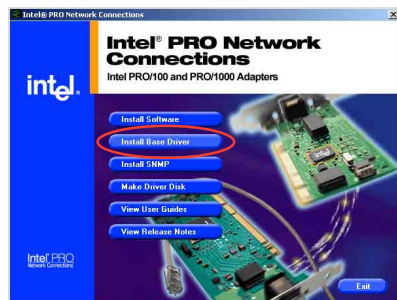 Intel® PRO Network Connections
Intel® PRO Network
Connections
Intel PRO/100 and PRO/1000 Adapters
intel.
Install Software
Install Base Driver
Install SNMP
Make Driver Disk
View User Guides
View Release Notes
intel
Intel® PRO
Network Connections
Exit